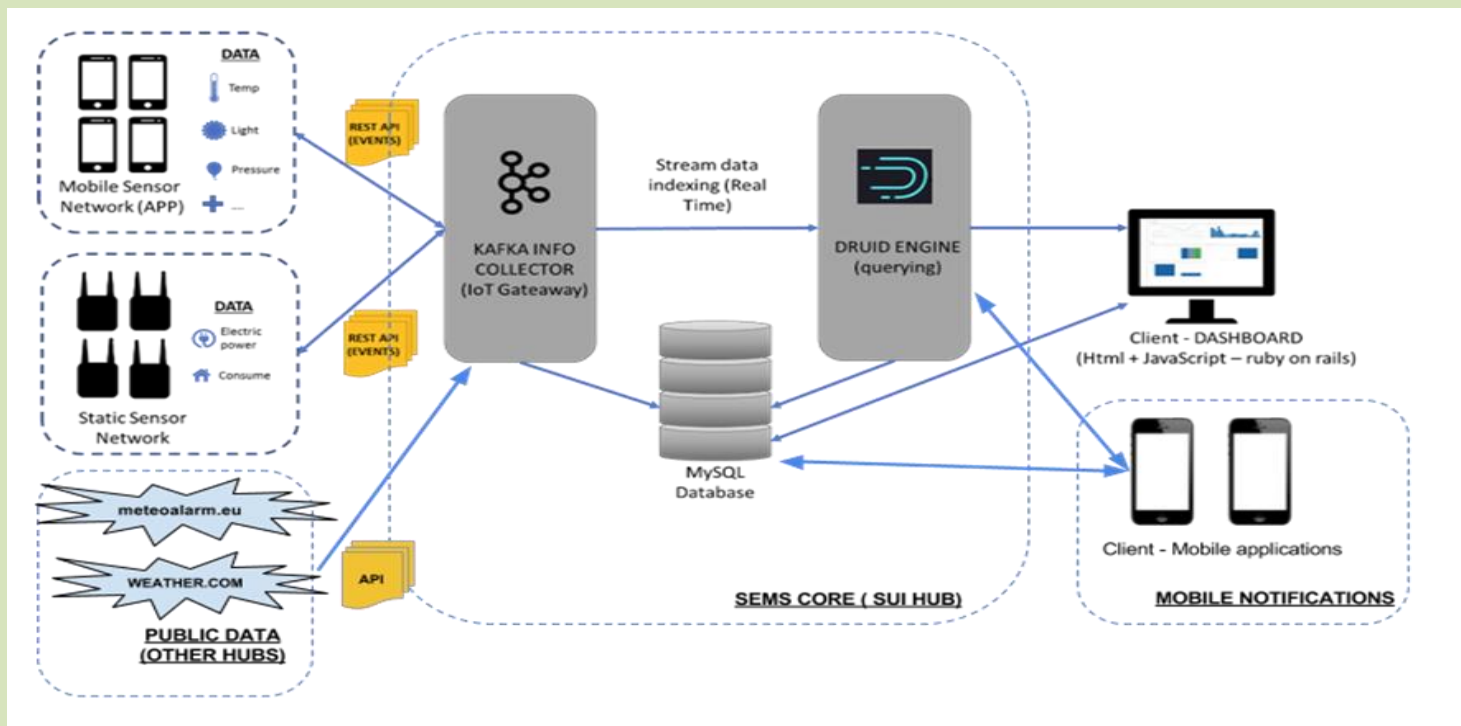 DATA
Temp
Light
Pressure
....
Mobile Sensor
Network (APP)
DATA
Electric
power
Consume
Static Sensor
Network
meteoalarm.eu
WEATHER.COM
PUBLIC DATA
(OTHER HUBS)
REST API
(EVENTS)
REST API
(EVENTS)
API
KAFKA INFO
COLLECTOR
(IoT Gateaway)
Stream data
indexing (Real
Time)
DRUID ENGINE
(querying)
MySQL
Database
SEMS CORE ( SUI HUB)
Client - DASHBOARD
(Html + JavaScript – ruby on rails)
Client - Mobile applications
MOBILE NOTIFICATIONS